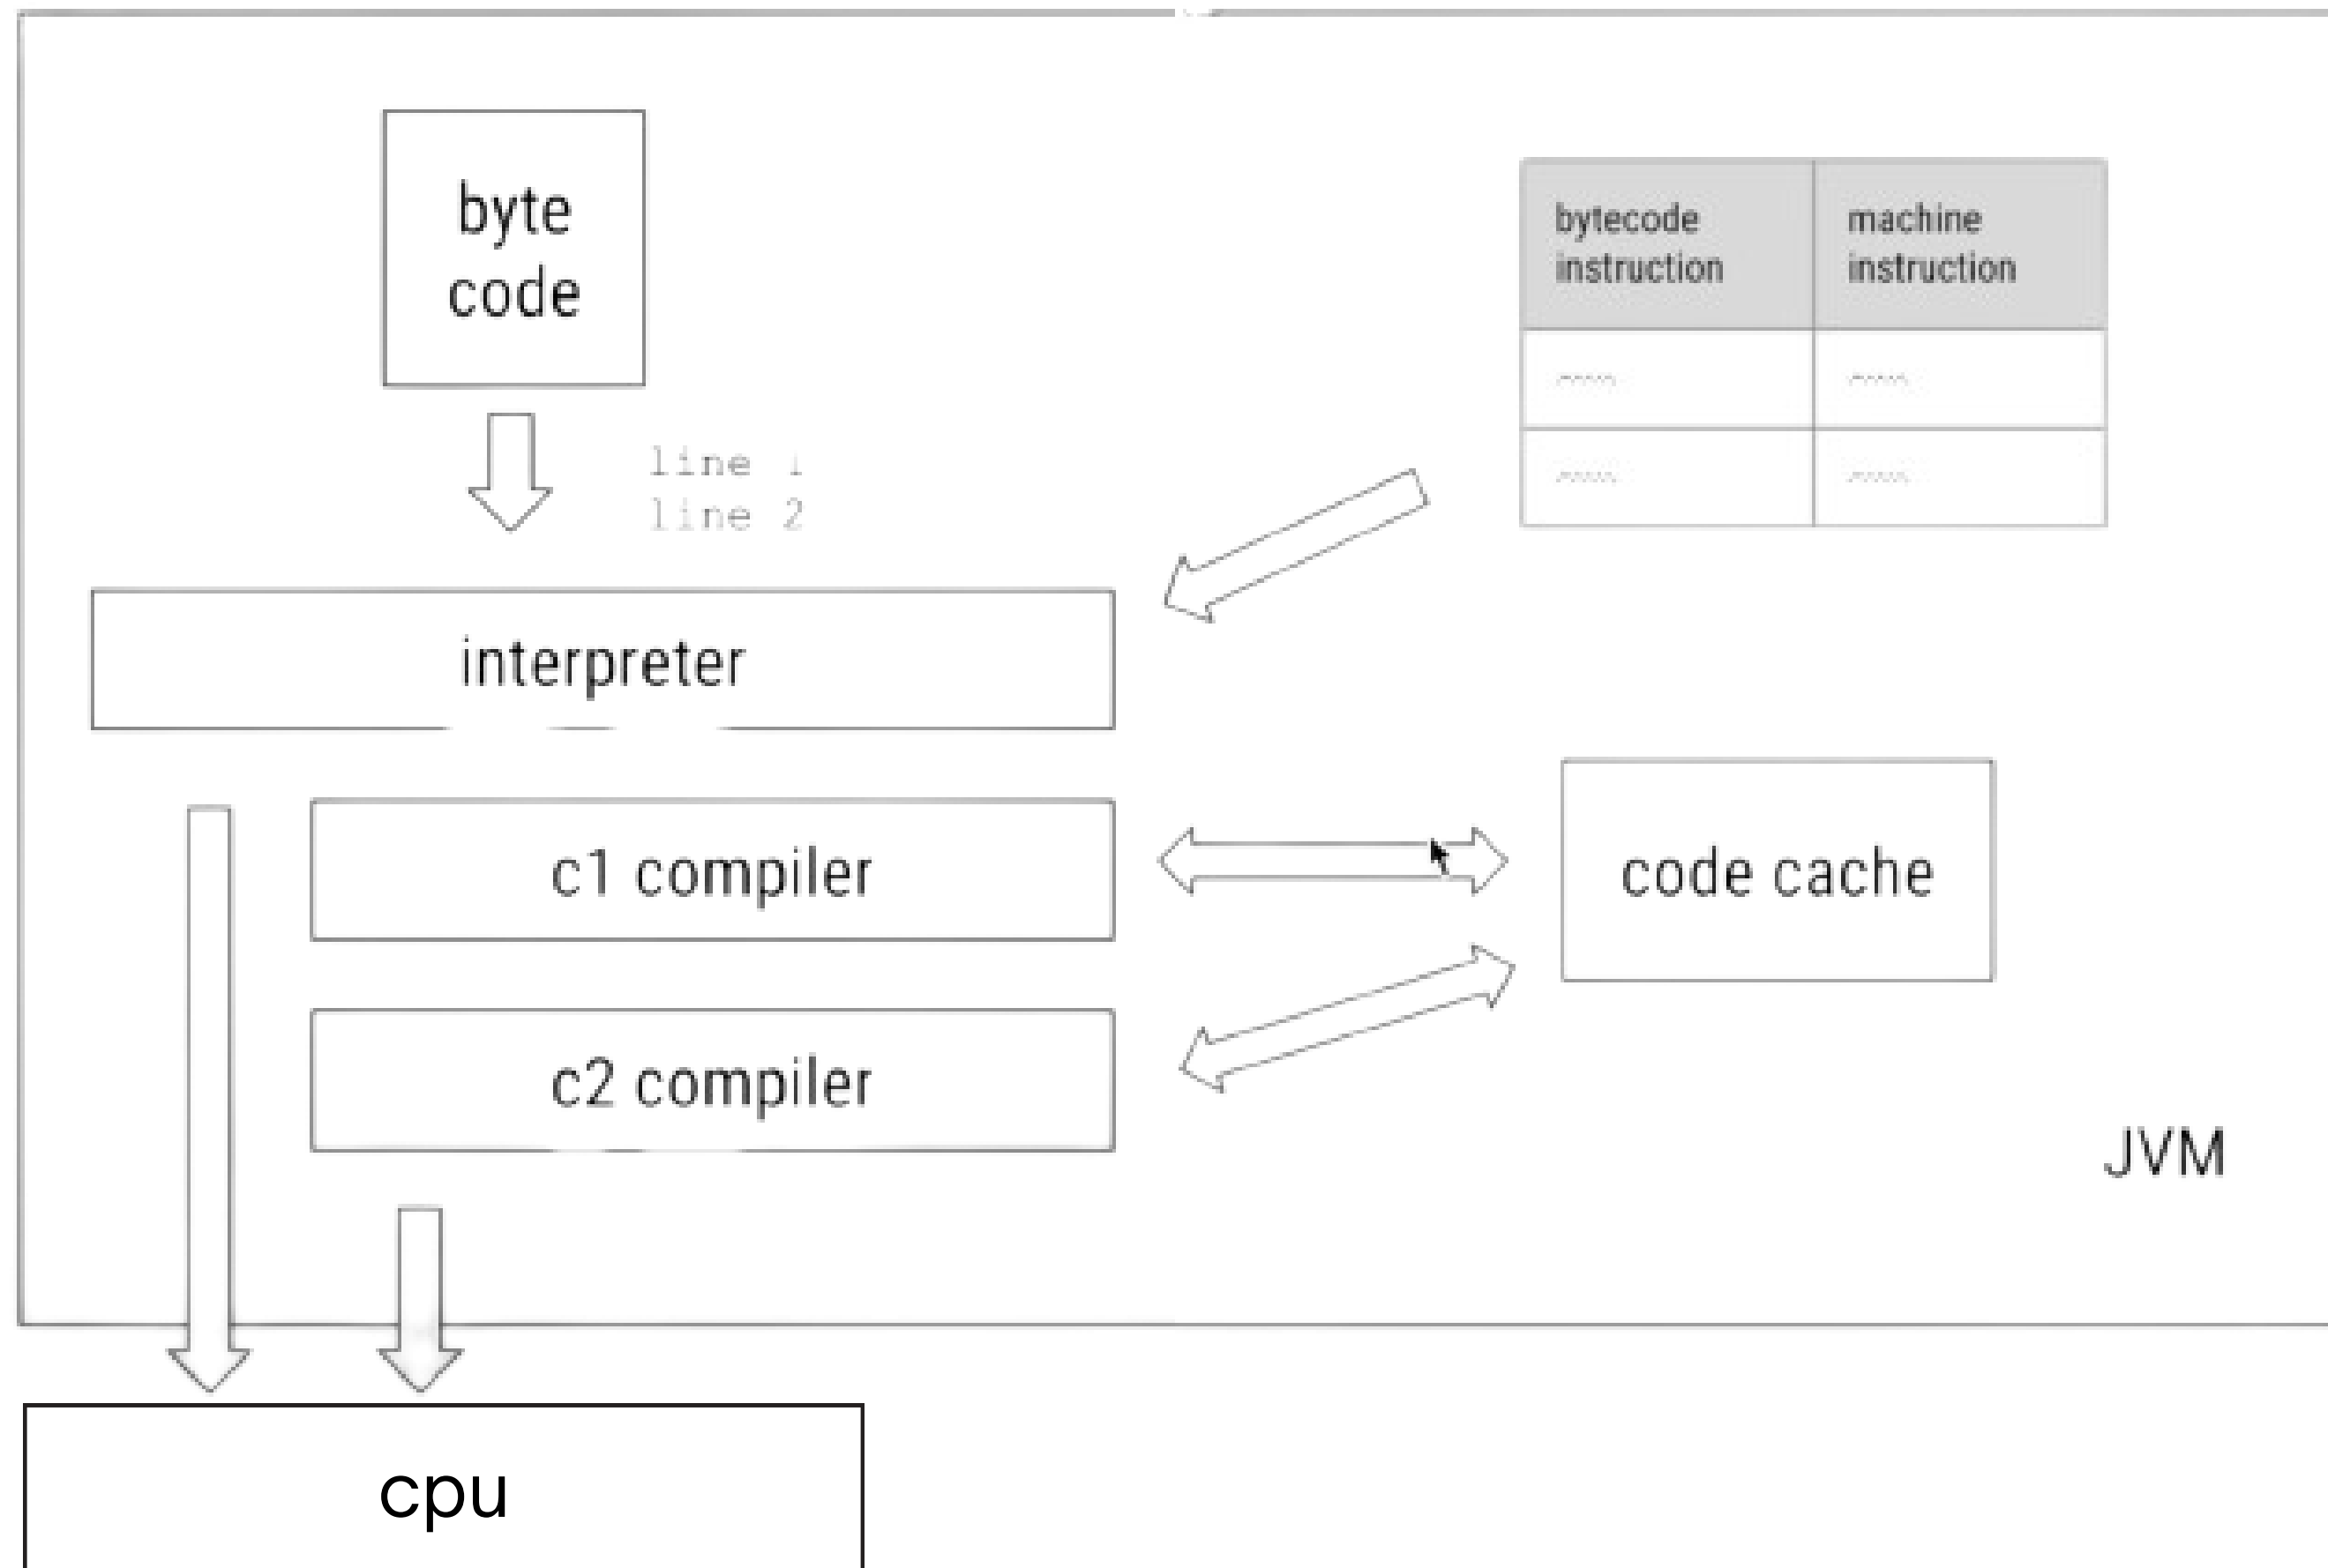 byte
code
line 1
line 2
bytecode
instruction
machine
instruction
interpreter
c1 compiler
code cache
c2 compiler
JVM
cpu